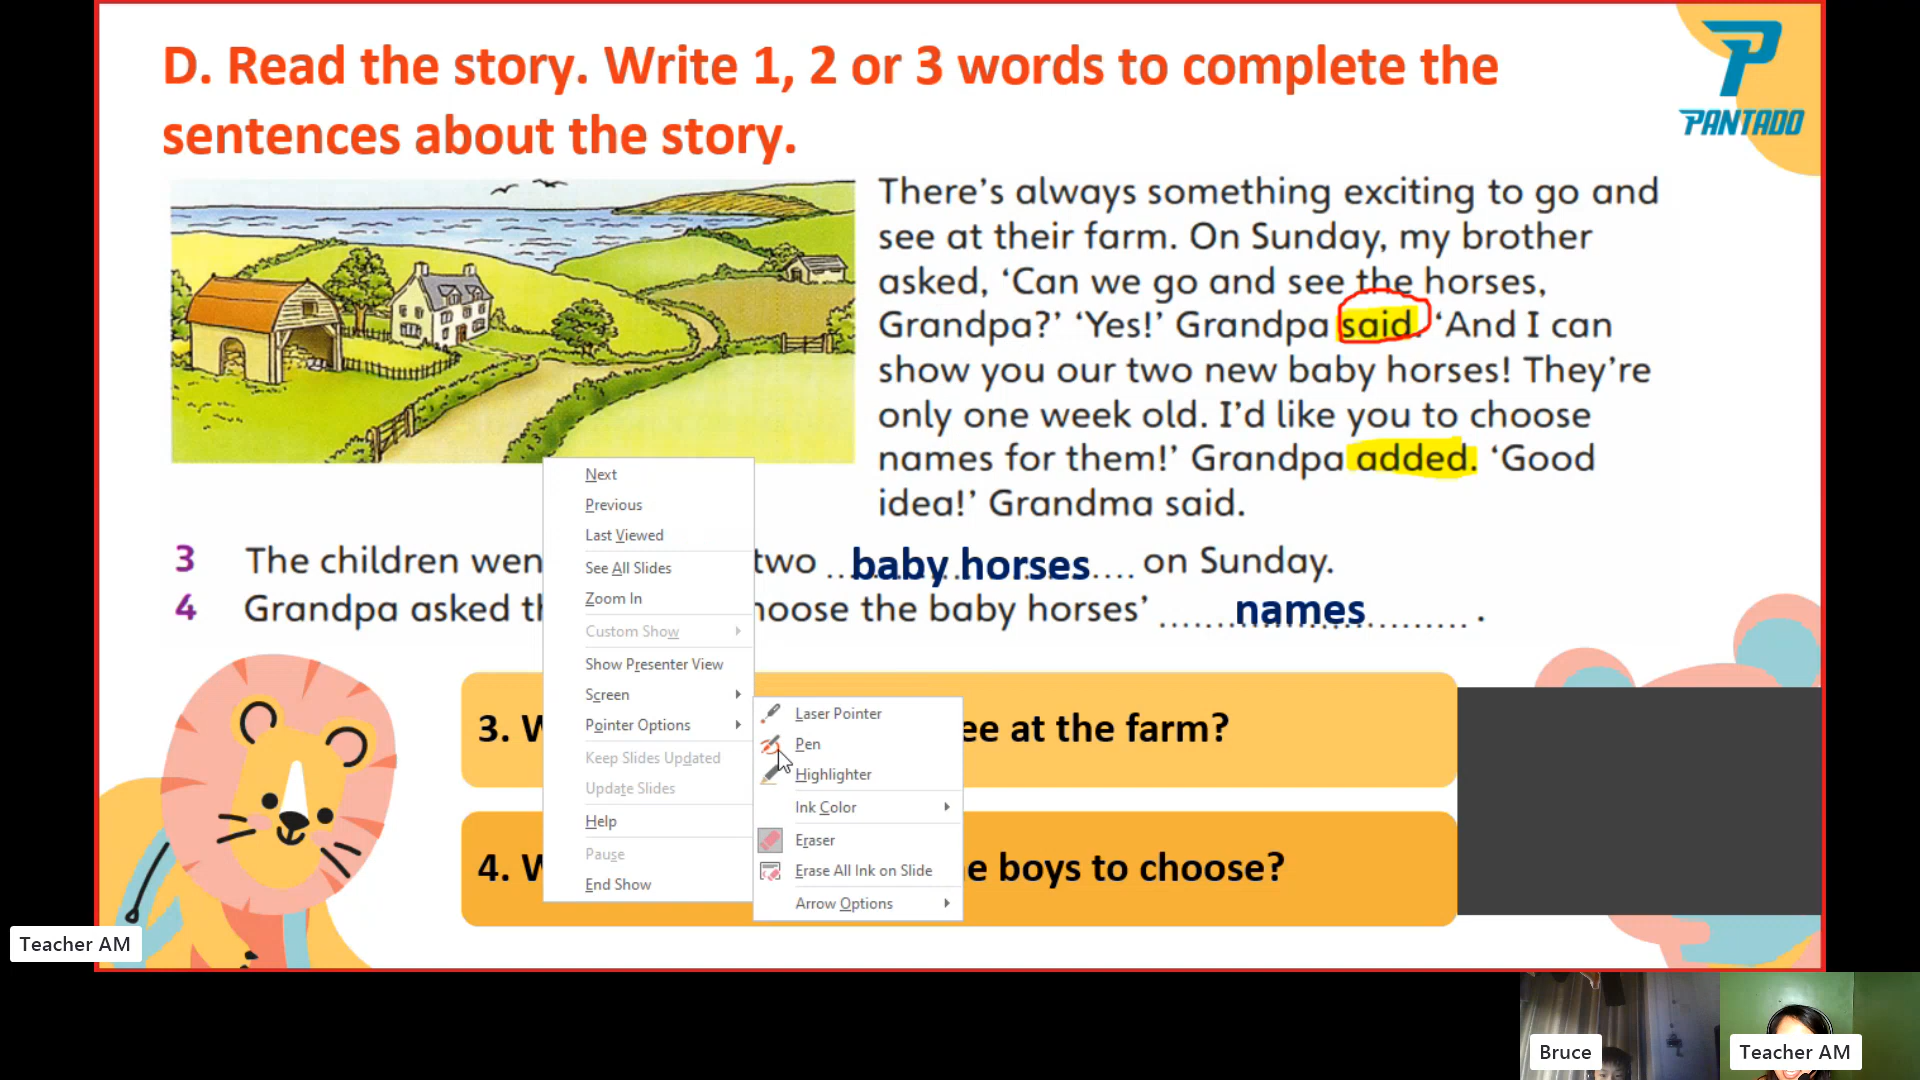 D. Read the story. Write 1, 2 or 3 words to complete the
sentences about the story.
PANTADO
There's always something exciting to go and
see at their farm. On Sunday, my brother
asked, ‘Can we go and see the horses,
Grandpa?’ ‘Yes!’ Grandpa said. ‘And I can
show you our two new baby horses! They're
only one week old. I'd like you to choose
names for them!’ Grandpa added. ‘Good
idea!’ Grandma said.
3 The children wen two baby horses on Sunday.
4 Grandpa asked th hoose the baby horses’ names .
Next
Previous
Last Viewed
See All Slides
Zoom In
Custom Show
Show Presenter View
Screen
Pointer Options
Keep Slides Updated
Update Slides
Help
Pause
End Show
Laser Pointer
Pen
Highlighter
Ink Color
Eraser
Erase All Ink on Slide
Arrow Options
3. W ee at the farm?
4. W e boys to choose?
Teacher AM
Bruce
Teacher AM